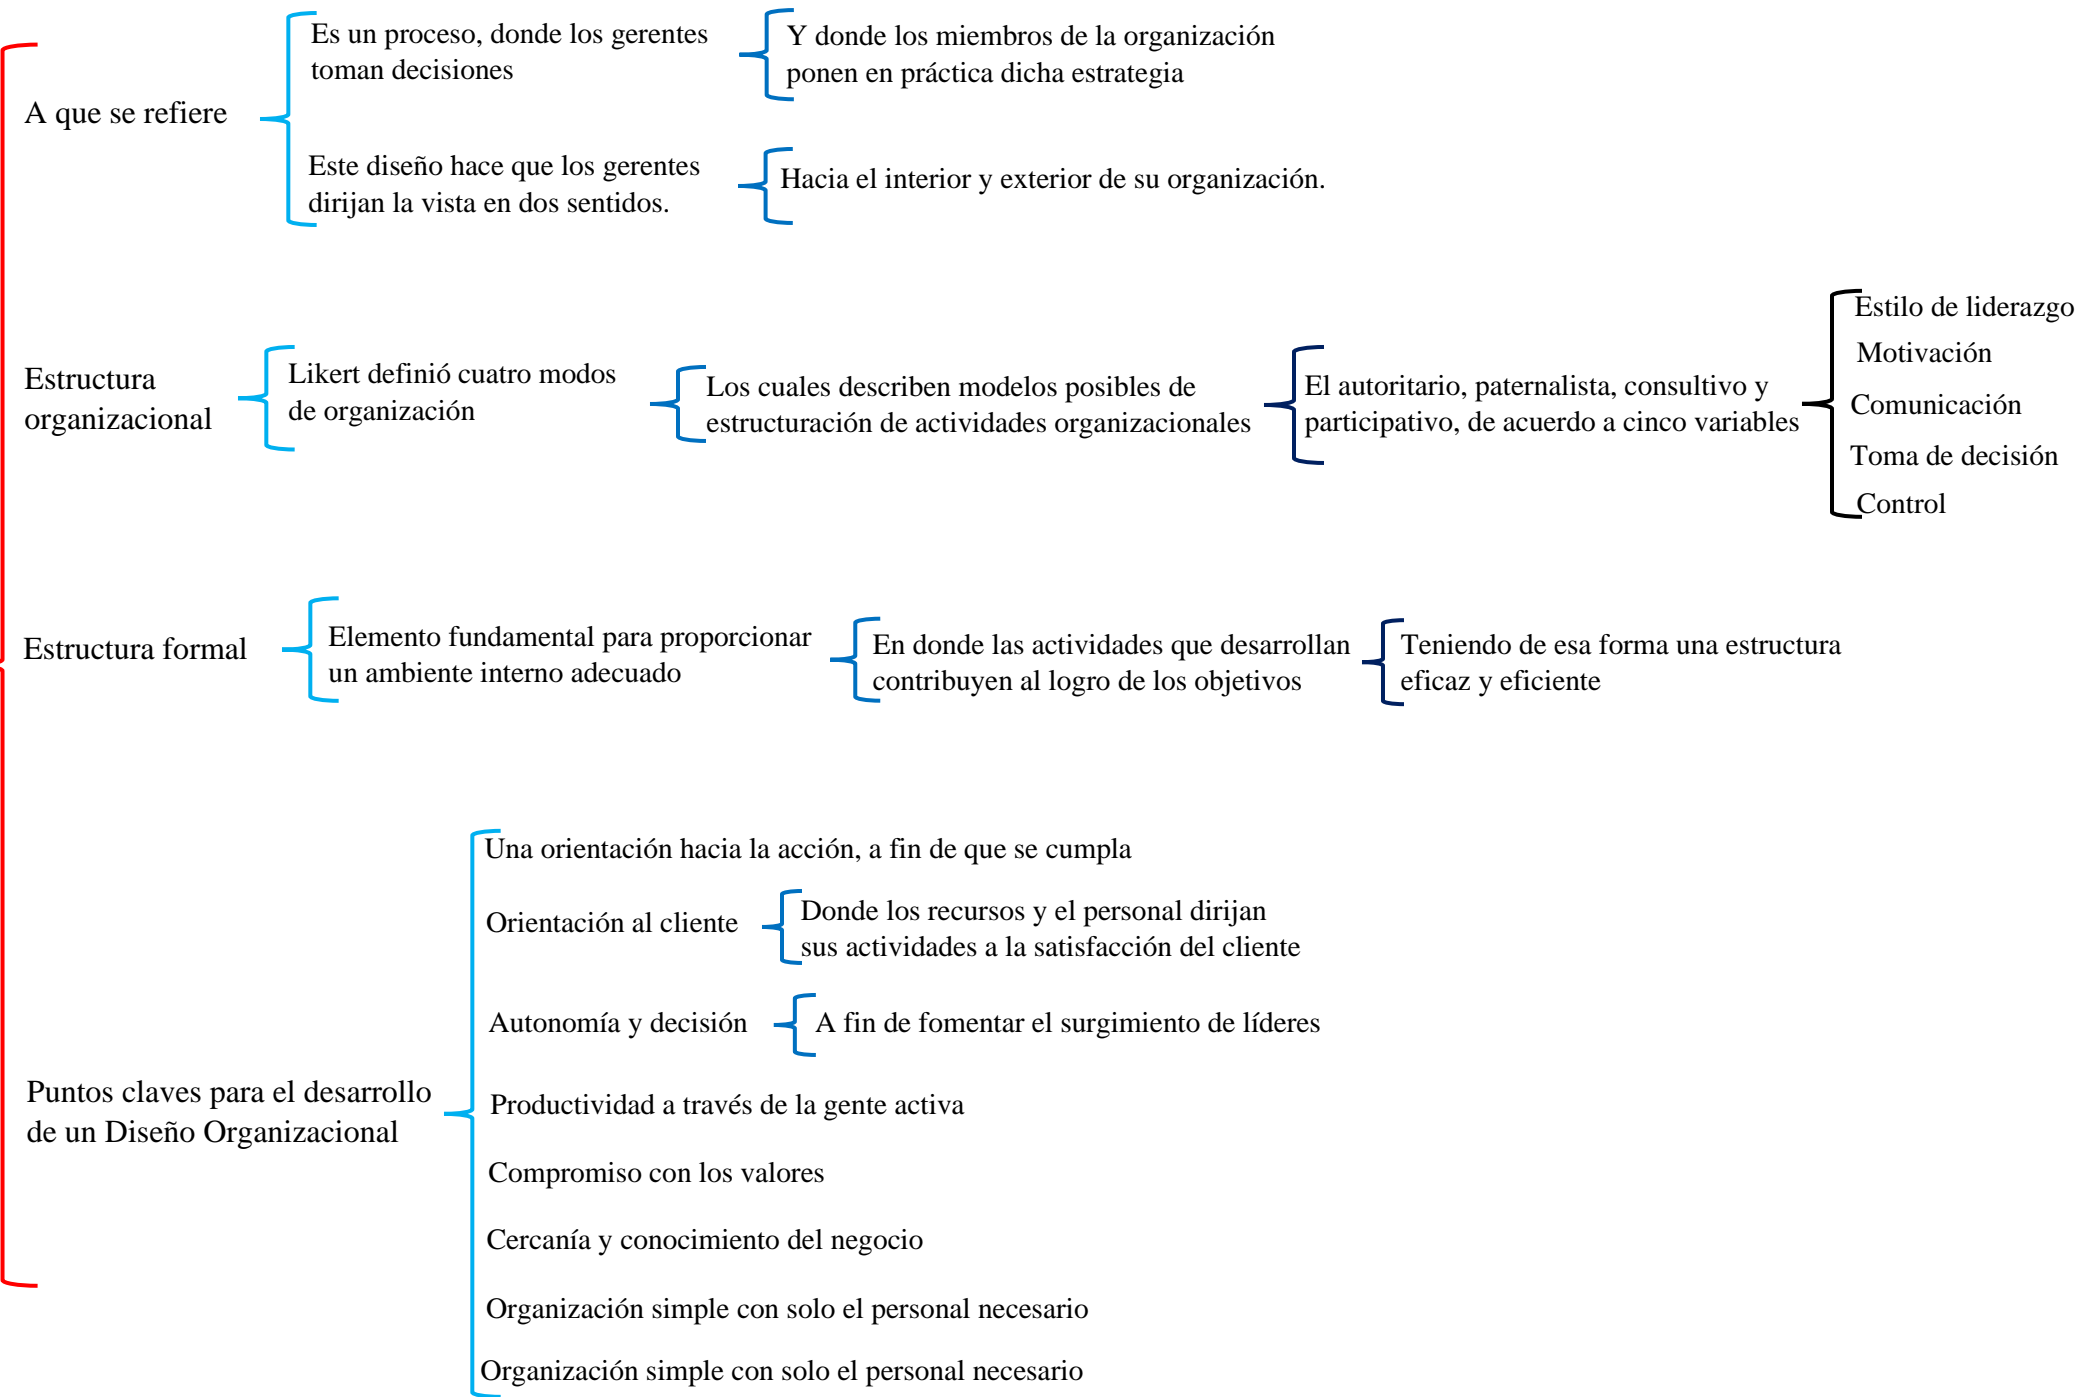 Es un proceso, donde los gerentes
toman decisiones
Y donde los miembros de la organización
ponen en práctica dicha estrategia
A que se refiere
Este diseño hace que los gerentes
dirijan la vista en dos sentidos.
Hacia el interior y exterior de su organización.
Estructura
organizacional
Likert definió cuatro modos
de organización
Los cuales describen modelos posibles de
estructuración de actividades organizacionales
El autoritario, paternalista, consultivo y
participativo, de acuerdo a cinco variables
Estilo de liderazgo
Motivación
Comunicación
Toma de decisión
Control
Estructura formal
Elemento fundamental para proporcionar
un ambiente interno adecuado
En donde las actividades que desarrollan
contribuyen al logro de los objetivos
Teniendo de esa forma una estructura
eficaz y eficiente
Puntos claves para el desarrollo
de un Diseño Organizacional
Una orientación hacia la acción, a fin de que se cumpla
Orientación al cliente
Donde los recursos y el personal dirijan
sus actividades a la satisfacción del cliente
Autonomía y decisión
A fin de fomentar el surgimiento de líderes
Productividad a través de la gente activa
Compromiso con los valores
Cercanía y conocimiento del negocio
Organización simple con solo el personal necesario
Organización simple con solo el personal necesario